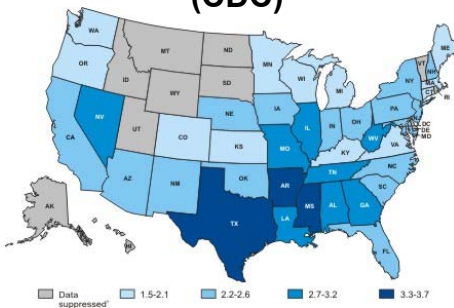 (CDC)
WA
MT
ND
MN
ME
OR
ID
SD
WI
MI
VT
NH
NY
MA
RI
WY
NE
IA
PA
NV
UT
CO
IL
IN
OH
DC
DE
MD
CA
KS
MO
WV
VA
KY
AZ
NM
OK
AR
TN
NC
SC
TX
LA
MS
AL
GA
FL
AK
Data suppressed* 1.5-2.1 2.2-2.6 2.7-3.2 3.3-3.7